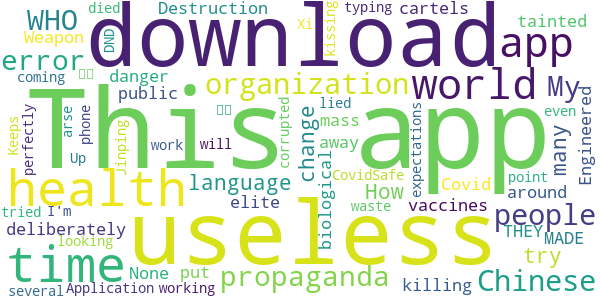 died
Destruction
typing
cartels
WHO
DND
download
Xi
kissing
app
tainted
Weapon
error
coming
danger
organization
world
My
public
This app
Keeps
perfectly
arse
phone
Jinping
work
will
corrupted
lied
mass
away
change
expectations
many
even
Engineered
health
language
How
CovidSafe
Covid
point
Up
tried
I'm
elite
biological
waste
vaccines
around
people
deliberately
useless
THEY
MADE
looking
time
None
put
propaganda
killing
try
Chinese
several
Application
working